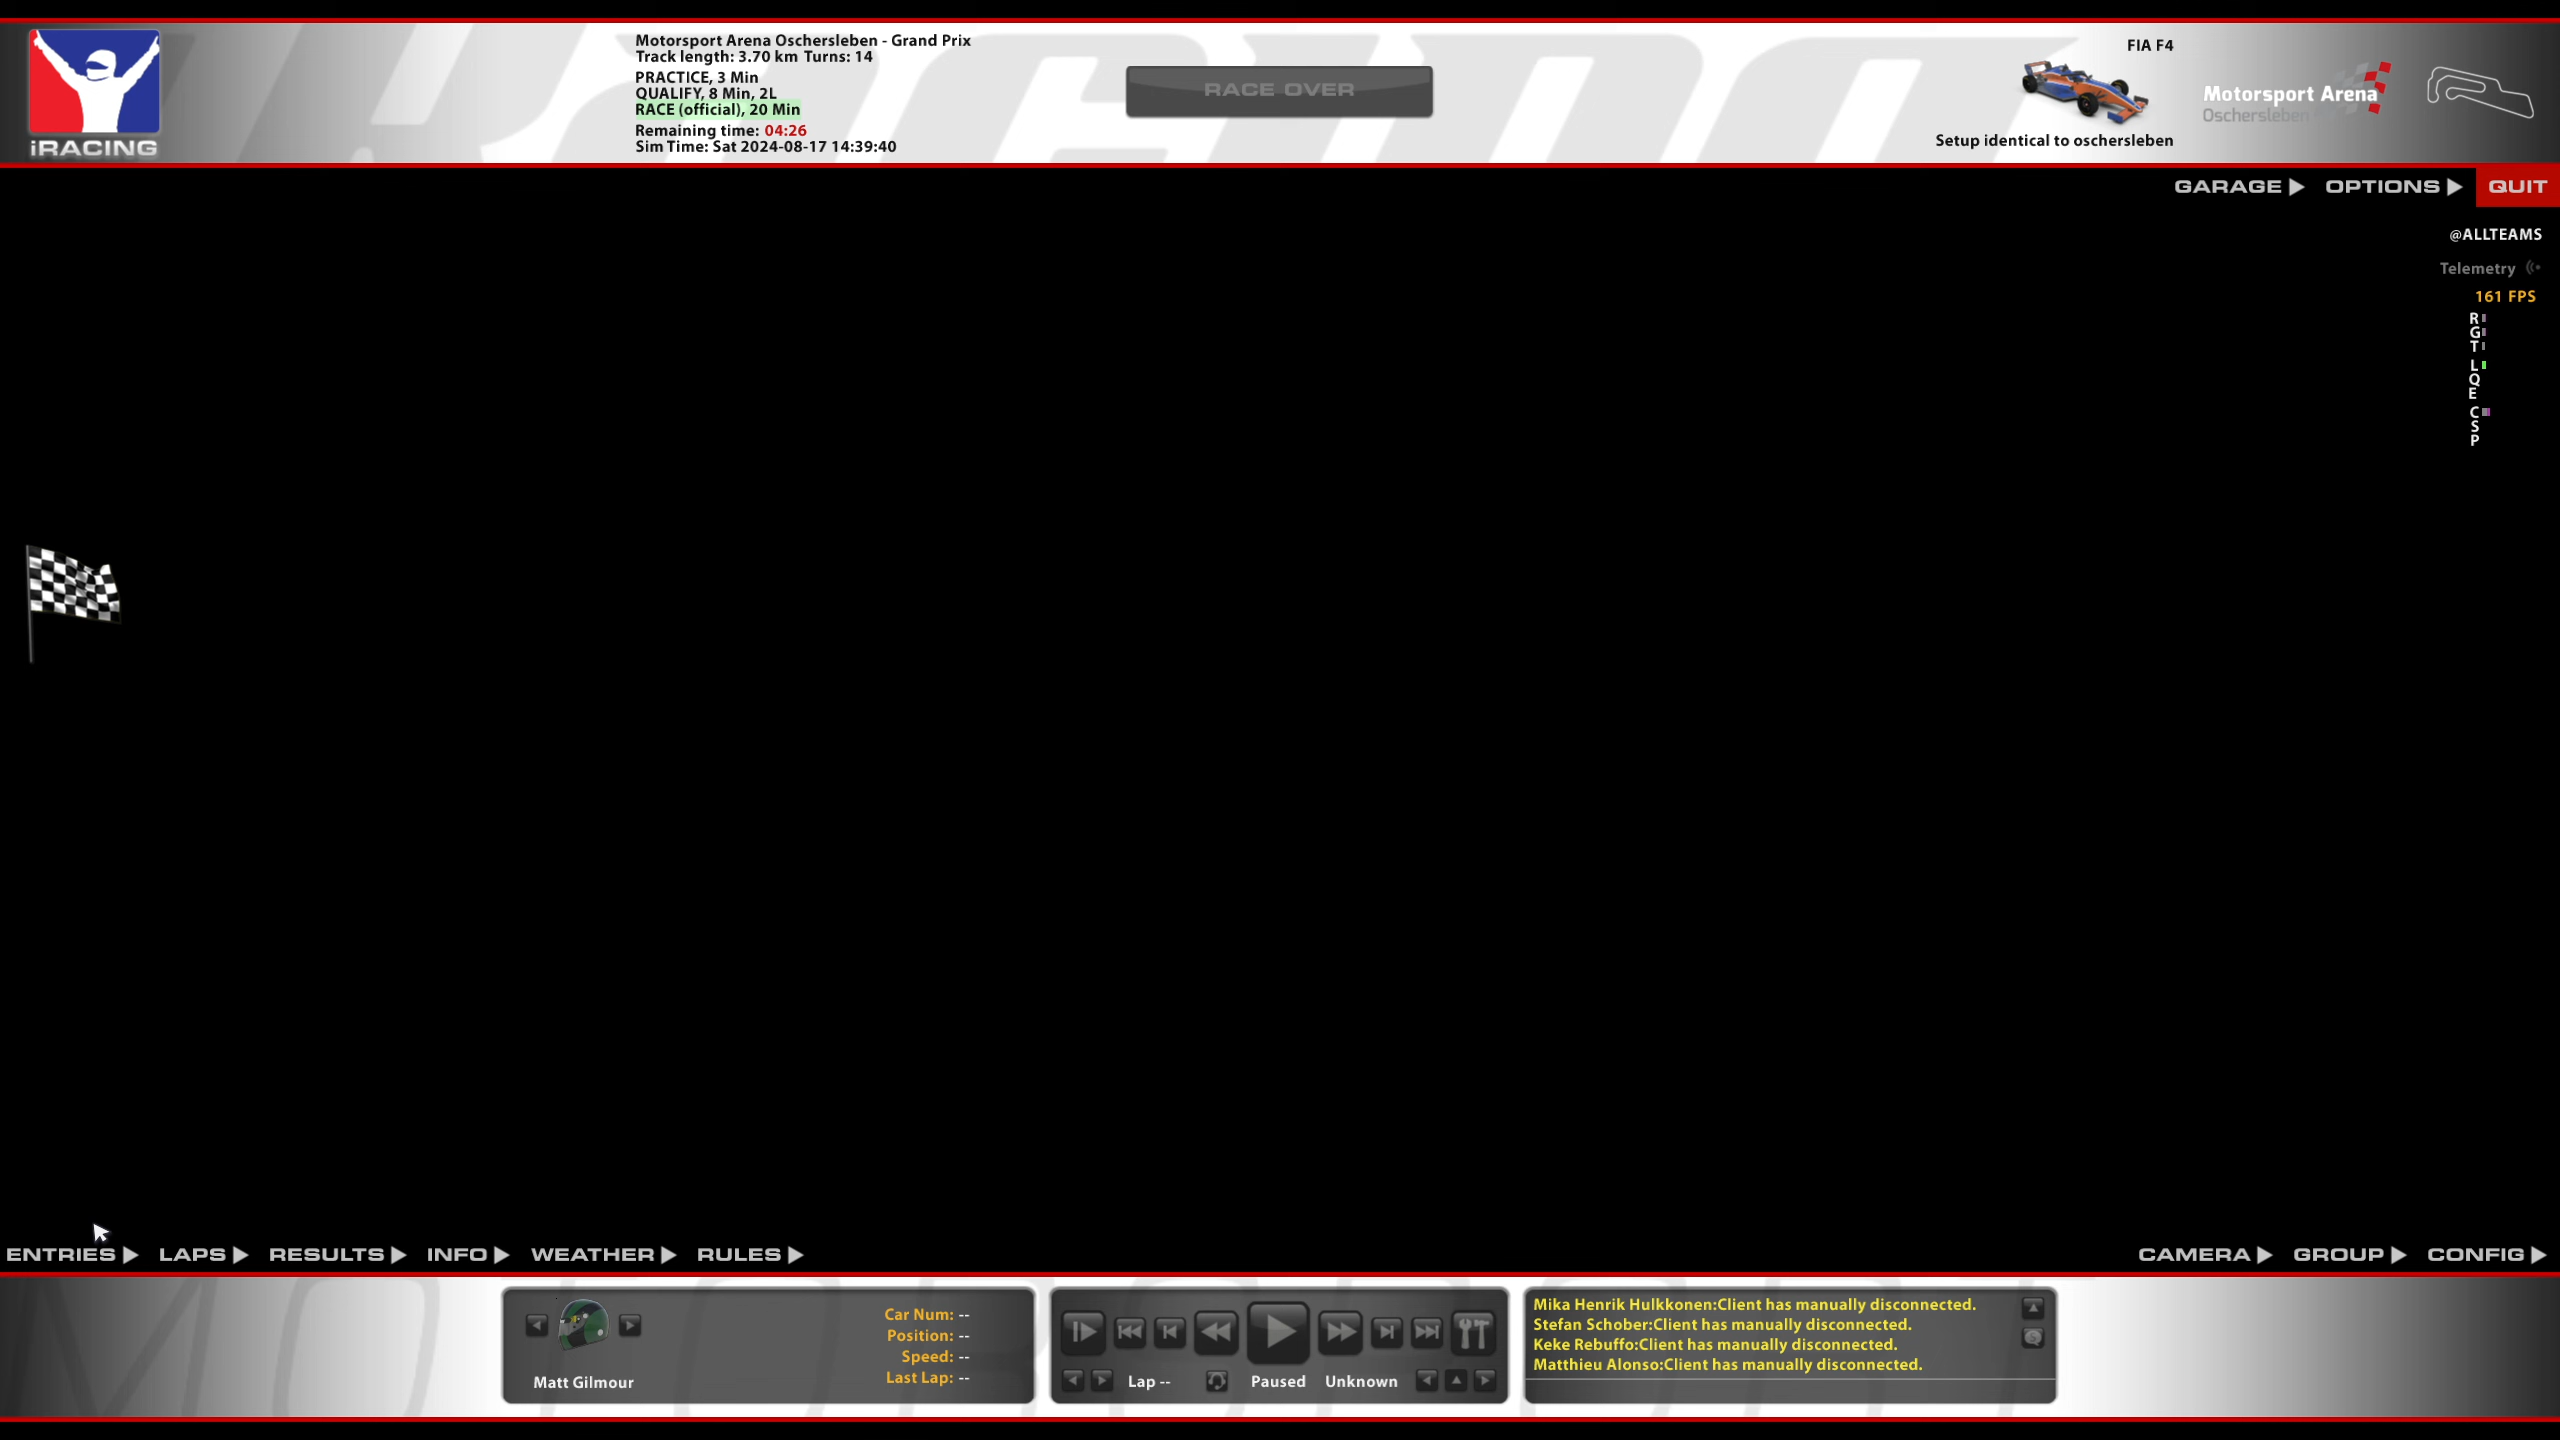 iRACING
Motorsport Arena Oschersleben - Grand Prix
Track length: 3.70 km Turns: 14
PRACTICE, 3 Min
QUALIFY, 8 Min, 2L
RACE (official), 20 Min
Remaining time: 04:26
Sim Time: Sat 2024-08-17 14:39:40
RACE OVER
FIA F4
Setup identical to oschersleben
Motorsport Arena
Oschersleben
GARAGE
OPTIONS
QUIT
@ALLTEAMS
Telemetry
161 FPS
R
G
T
L
Q
E
C
S
P
ENTRIES
LAPS
RESULTS
INFO
WEATHER
RULES
CAMERA
GROUP
CONFIG
Matt Gilmour
Car Num: --
Position: --
Speed: --
Last Lap: --
Lap --
Paused
Unknown
Mika Henrik Hulkkonen:Client has manually disconnected.
Stefan Schober:Client has manually disconnected.
Keke Rebuffo:Client has manually disconnected.
Matthieu Alonso:Client has manually disconnected.